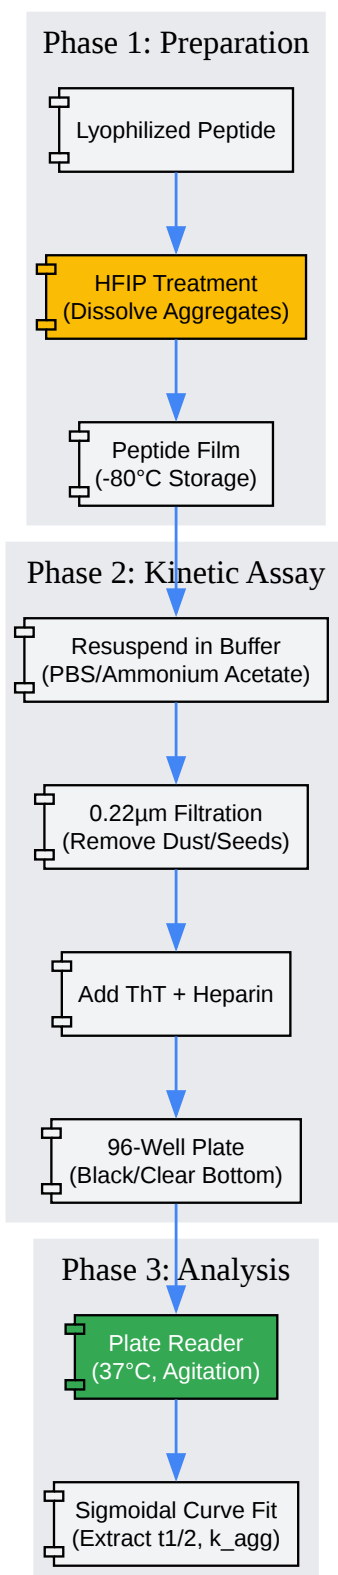 Phase 1: Preparation
Lyophilized Peptide
HFIP Treatment
(Dissolve Aggregates)
Peptide Film
(-80°C Storage)
Phase 2: Kinetic Assay
Resuspend in Buffer
(PBS/Ammonium Acetate)
0.22µm Filtration
(Remove Dust/Seeds)
Add ThT + Heparin
96-Well Plate
(Black/Clear Bottom)
Phase 3: Analysis
Plate Reader
(37°C, Agitation)
Sigmoidal Curve Fit
(Extract t1/2, k_agg)